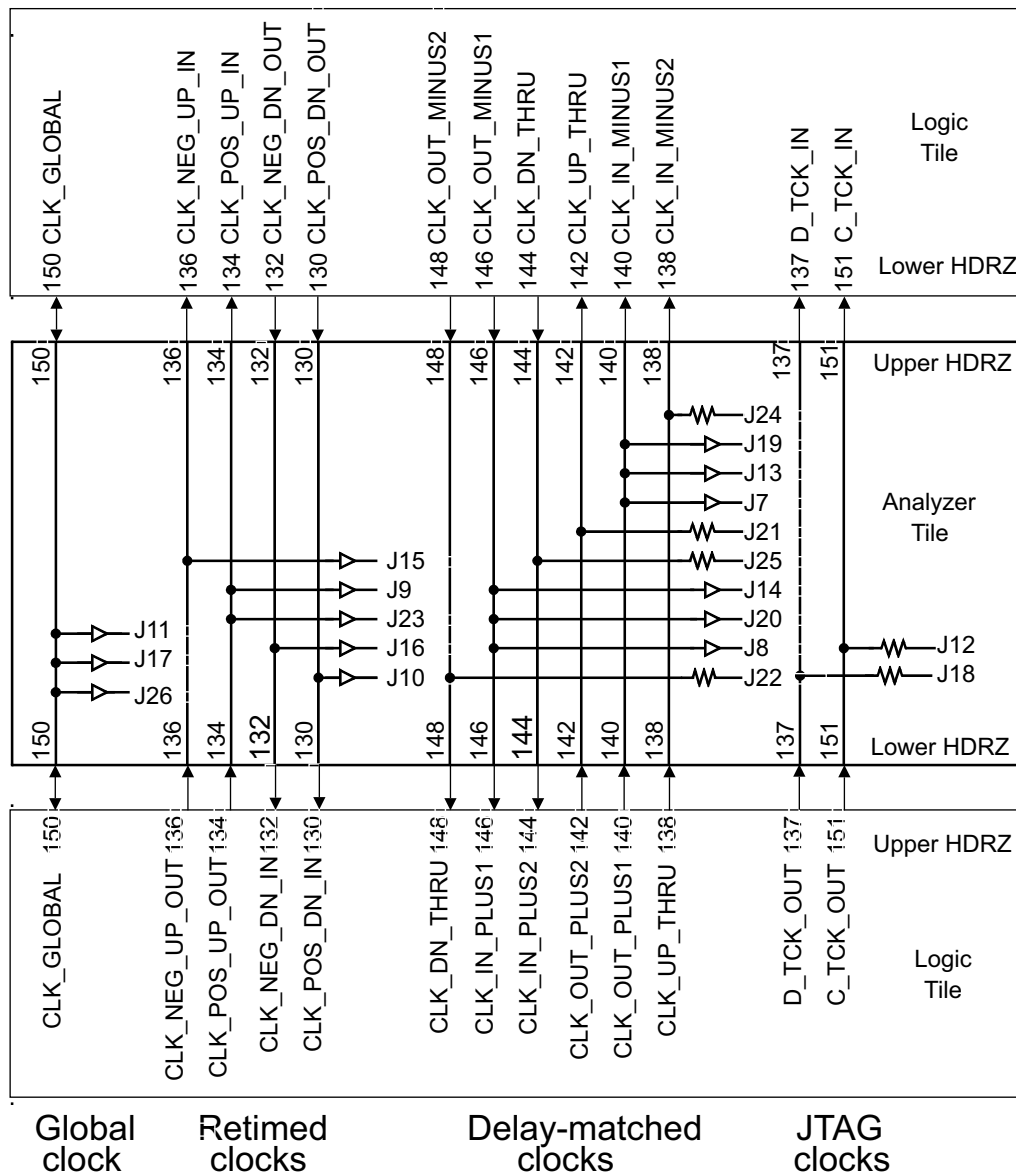 150 CLK_GLOBAL
136 CLK_NEG_UP_IN
134 CLK_POS_UP_IN
132 CLK_NEG_DN_OUT
130 CLK_POS_DN_OUT
148 CLK_OUT_MINUS2
146 CLK_OUT_MINUS1
144 CLK_DN_THRU
142 CLK_UP_THRU
140 CLK_IN_MINUS1
138 CLK_IN_MINUS2
137 D_TCK_IN
151 C_TCK_IN
Logic
Tile
Lower HDRZ
150
136
134
132
130
148
146
144
142
140
138
137
151
Upper HDRZ
J24
J19
J13
J7
J21
J25
J14
J20
J8
J22
J15
J9
J23
J16
J10
J11
J17
J26
J12
J18
Analyzer
Tile
150
136
134
132
130
148
146
144
142
140
138
137
151
Lower HDRZ
CLK_GLOBAL 150
CLK_NEG_UP_OUT 136
CLK_POS_UP_OUT 134
CLK_NEG_DN_IN 132
CLK_POS_DN_IN 130
CLK_DN_THRU 148
CLK_IN_PLUS1 146
CLK_IN_PLUS2 144
CLK_OUT_PLUS2 142
CLK_OUT_PLUS1 140
CLK_UP_THRU 138
D_TCK_OUT 137
C_TCK_OUT 151
Upper HDRZ
Logic
Tile
Global
clock
Retimed
clocks
Delay-matched
clocks
JTAG
clocks